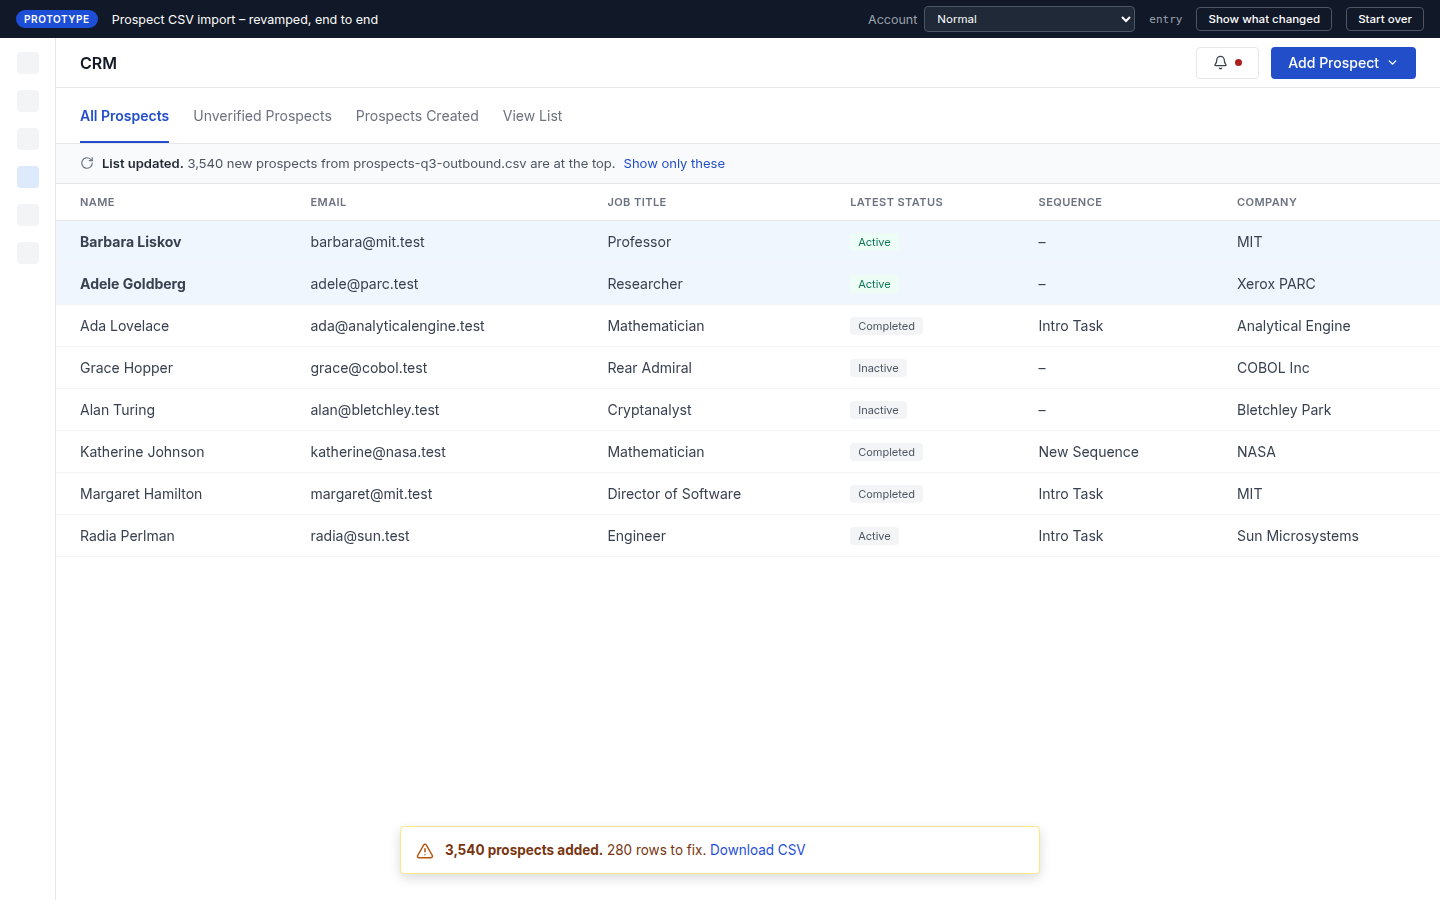 PROTOTYPE Prospect CSV import – revamped, end to end Account Normal entry Show what changed Start over
CRM Add Prospect
All Prospects Unverified Prospects Prospects Created View List
List updated. 3,540 new prospects from prospects-q3-outbound.csv are at the top. Show only these
NAME EMAIL JOB TITLE LATEST STATUS SEQUENCE COMPANY
Barbara Liskov barbara@mit.test Professor Active – MIT
Adele Goldberg adele@parc.test Researcher Active – Xerox PARC
Ada Lovelace ada@analyticalengine.test Mathematician Completed Intro Task Analytical Engine
Grace Hopper grace@cobol.test Rear Admiral Inactive – COBOL Inc
Alan Turing alan@bletchley.test Cryptanalyst Inactive – Bletchley Park
Katherine Johnson katherine@nasa.test Mathematician Completed New Sequence NASA
Margaret Hamilton margaret@mit.test Director of Software Completed Intro Task MIT
Radia Perlman radia@sun.test Engineer Active Intro Task Sun Microsystems
3,540 prospects added. 280 rows to fix. Download CSV